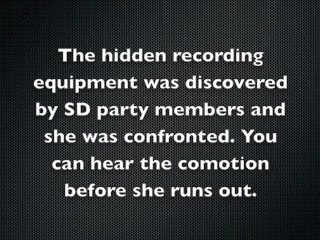 The hidden recording
equipment was discovered
by SD party members and
she was confronted. You
can hear the comotion
before she runs out.